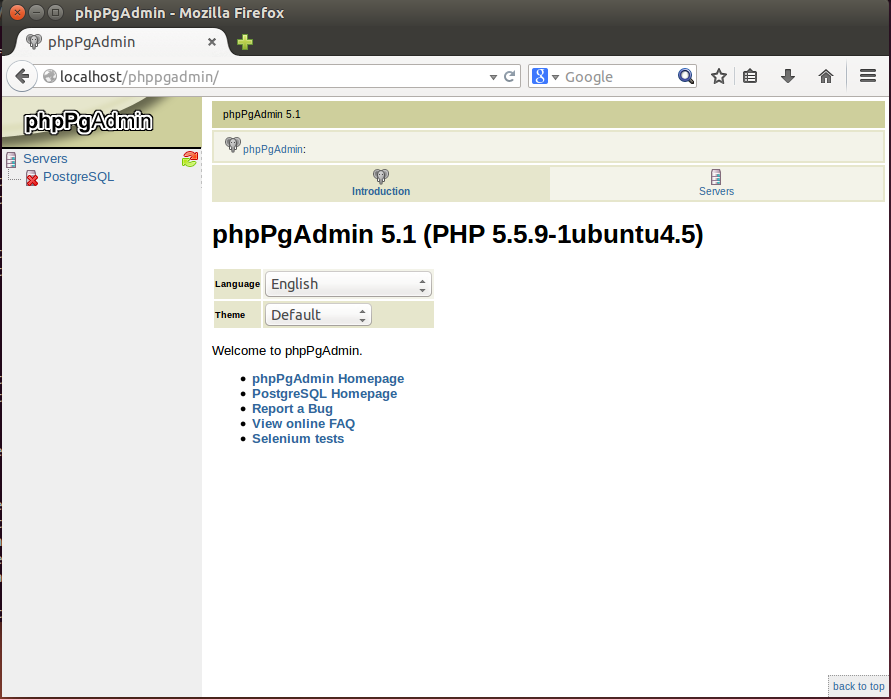 phpPgAdmin - Mozilla Firefox
phpPgAdmin
localhost/phppgadmin/
8 Google
phpPgAdmin
Servers
PostgreSQL
phpPgAdmin 5.1
phpPgAdmin:
Introduction
Servers
phpPgAdmin 5.1 (PHP 5.5.9-1ubuntu4.5)
Language English
Theme Default
Welcome to phpPgAdmin.
phpPgAdmin Homepage
PostgreSQL Homepage
Report a Bug
View online FAQ
Selenium tests
back to top